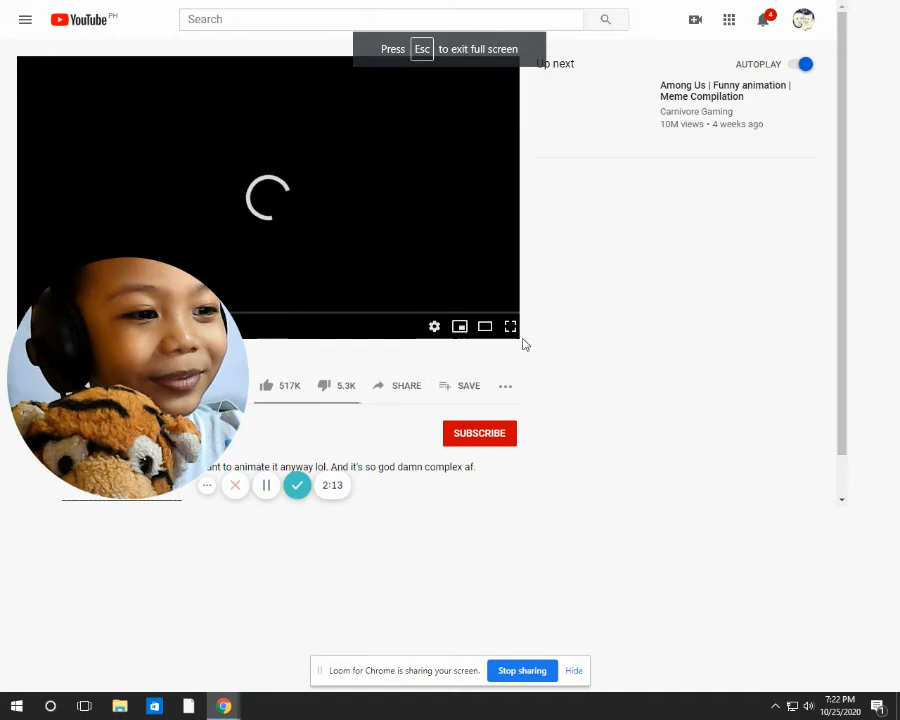 YouTube PH
Search
4
Press Esc to exit full screen
Up next
AUTOPLAY
Among Us | Funny animation |
Meme Compilation
Carnivore Gaming
10M views • 4 weeks ago
517K 5.3K SHARE SAVE
SUBSCRIBE
to animate it anyway lol. And it's so god damn complex af.
2:13
Loom for Chrome is sharing your screen. Stop sharing Hide
7:22 PM
10/25/2020
1